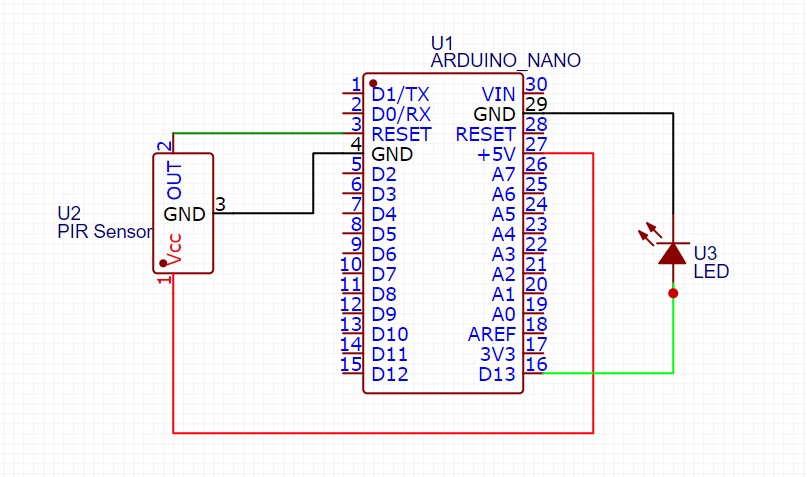 U1
ARDUINO_NANO
1 D1/TX VIN 30
2 D0/RX GND 29
3 RESET RESET 28
4 GND +5V 27
5 D2 A7 26
6 D3 A6 25
7 D4 A5 24
8 D5 A4 23
9 D6 A3 22
10 D7 A2 21
11 D8 A1 20
12 D9 A0 19
13 D10 AREF 18
14 D11 3V3 17
15 D12 D13 16
U2
PIR Sensor
2 OUT
GND 3
1 Vcc
U3
LED